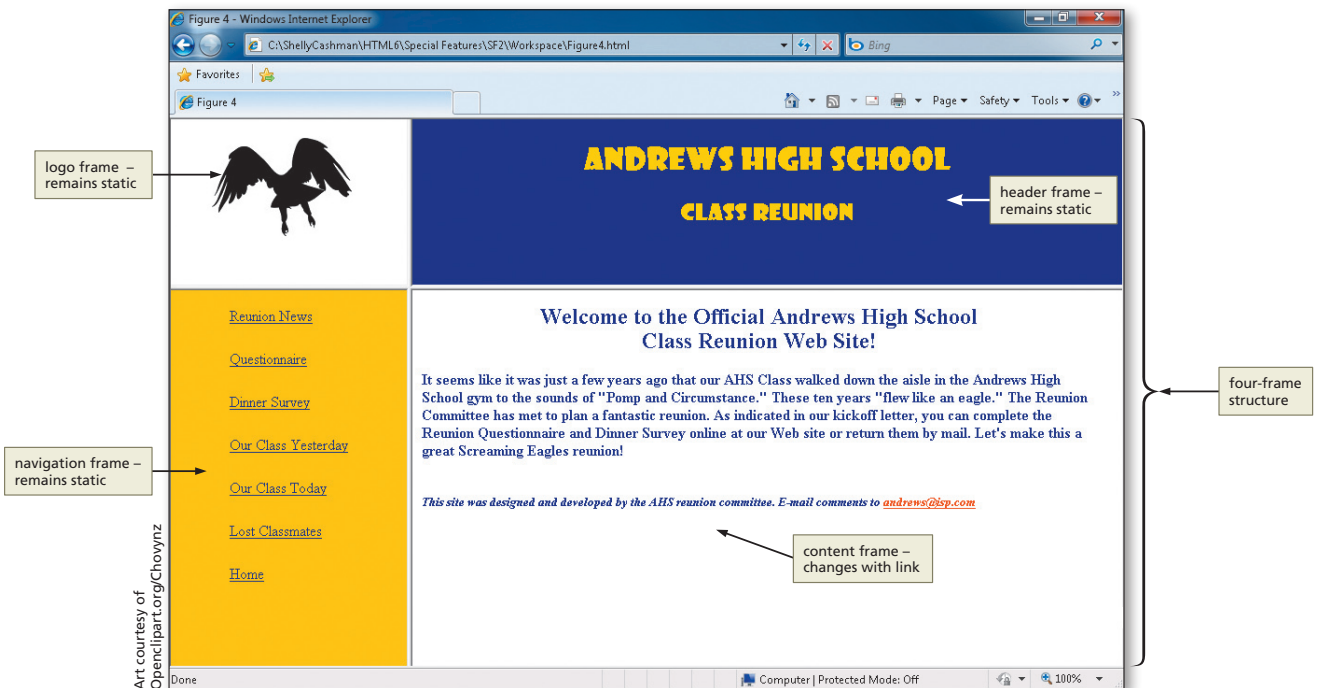 Figure 4 - Windows Internet Explorer
C:\ShellyCashman\HTML6\Special Features\SF2\Workspace\Figure4.html
Bing
Favorites
Figure 4
Page
Safety
Tools
logo frame –
remains static
ANDREWS HIGH SCHOOL
CLASS REUNION
header frame –
remains static
Reunion News
Questionnaire
Dinner Survey
Our Class Yesterday
Our Class Today
Lost Classmates
Home
navigation frame –
remains static
Welcome to the Official Andrews High School
Class Reunion Web Site!
It seems like it was just a few years ago that our AHS Class walked down the aisle in the Andrews High
School gym to the sounds of "Pomp and Circumstance." These ten years "flew like an eagle." The Reunion
Committee has met to plan a fantastic reunion. As indicated in our kickoff letter, you can complete the
Reunion Questionnaire and Dinner Survey online at our Web site or return them by mail. Let's make this a
great Screaming Eagles reunion!
This site was designed and developed by the AHS reunion committee. E-mail comments to andrews@isp.com
content frame –
changes with link
four-frame
structure
Art courtesy of
Openclipart.org/Chovynz
Done
Computer | Protected Mode: Off
100%